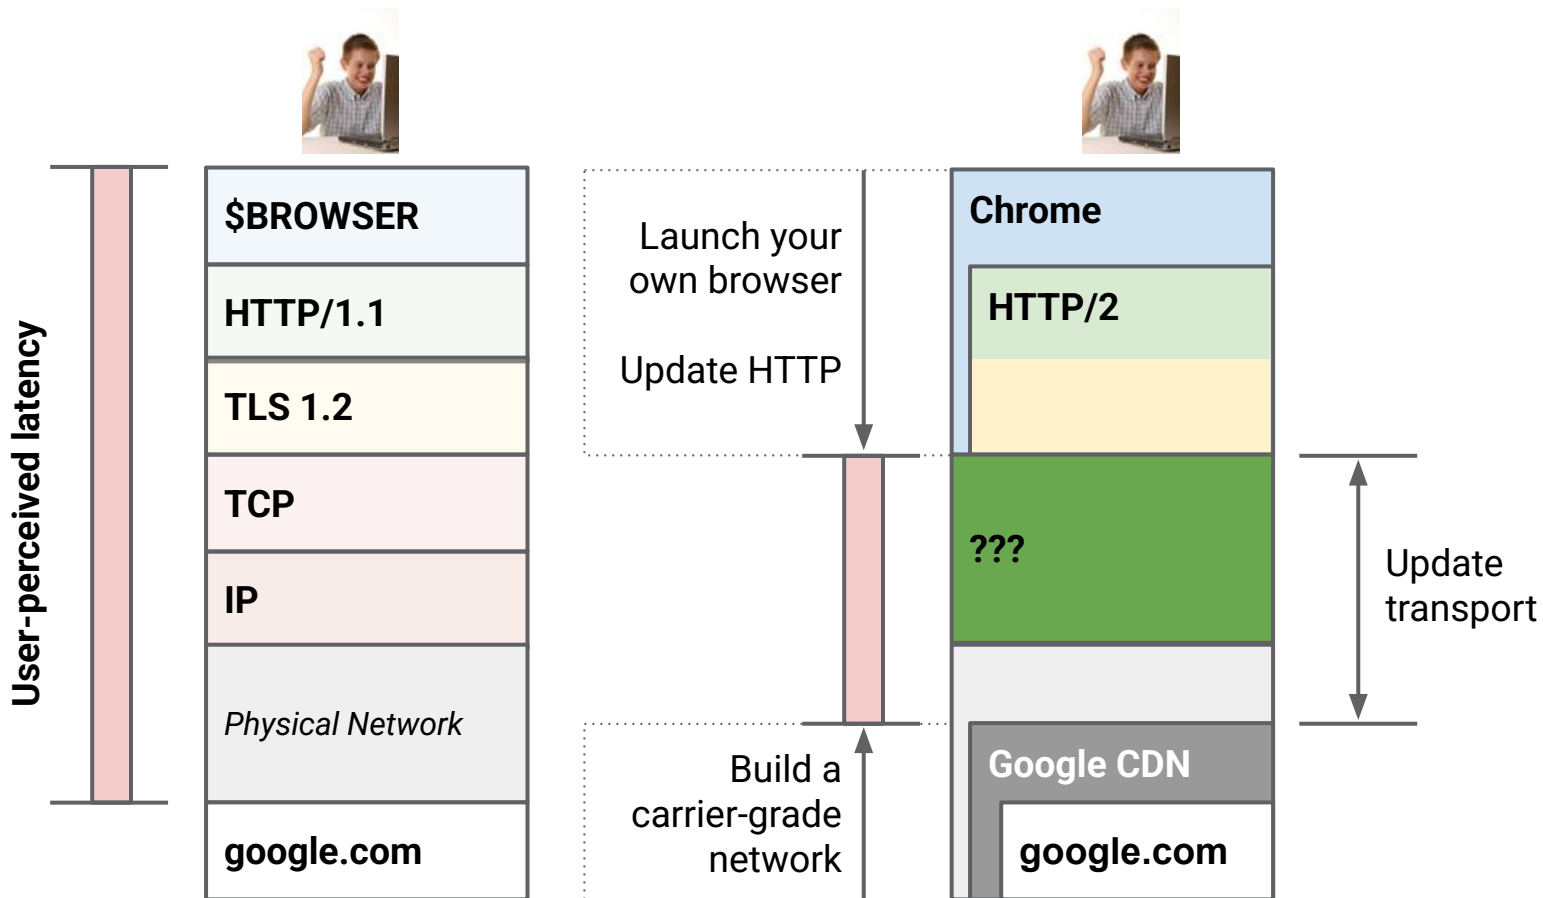 User-perceived latency
$BROWSER
HTTP/1.1
TLS 1.2
TCP
IP
Physical Network
google.com
Launch your
own browser
Update HTTP
Build a
carrier-grade
network
Chrome
HTTP/2
???
Google CDN
google.com
Update
transport